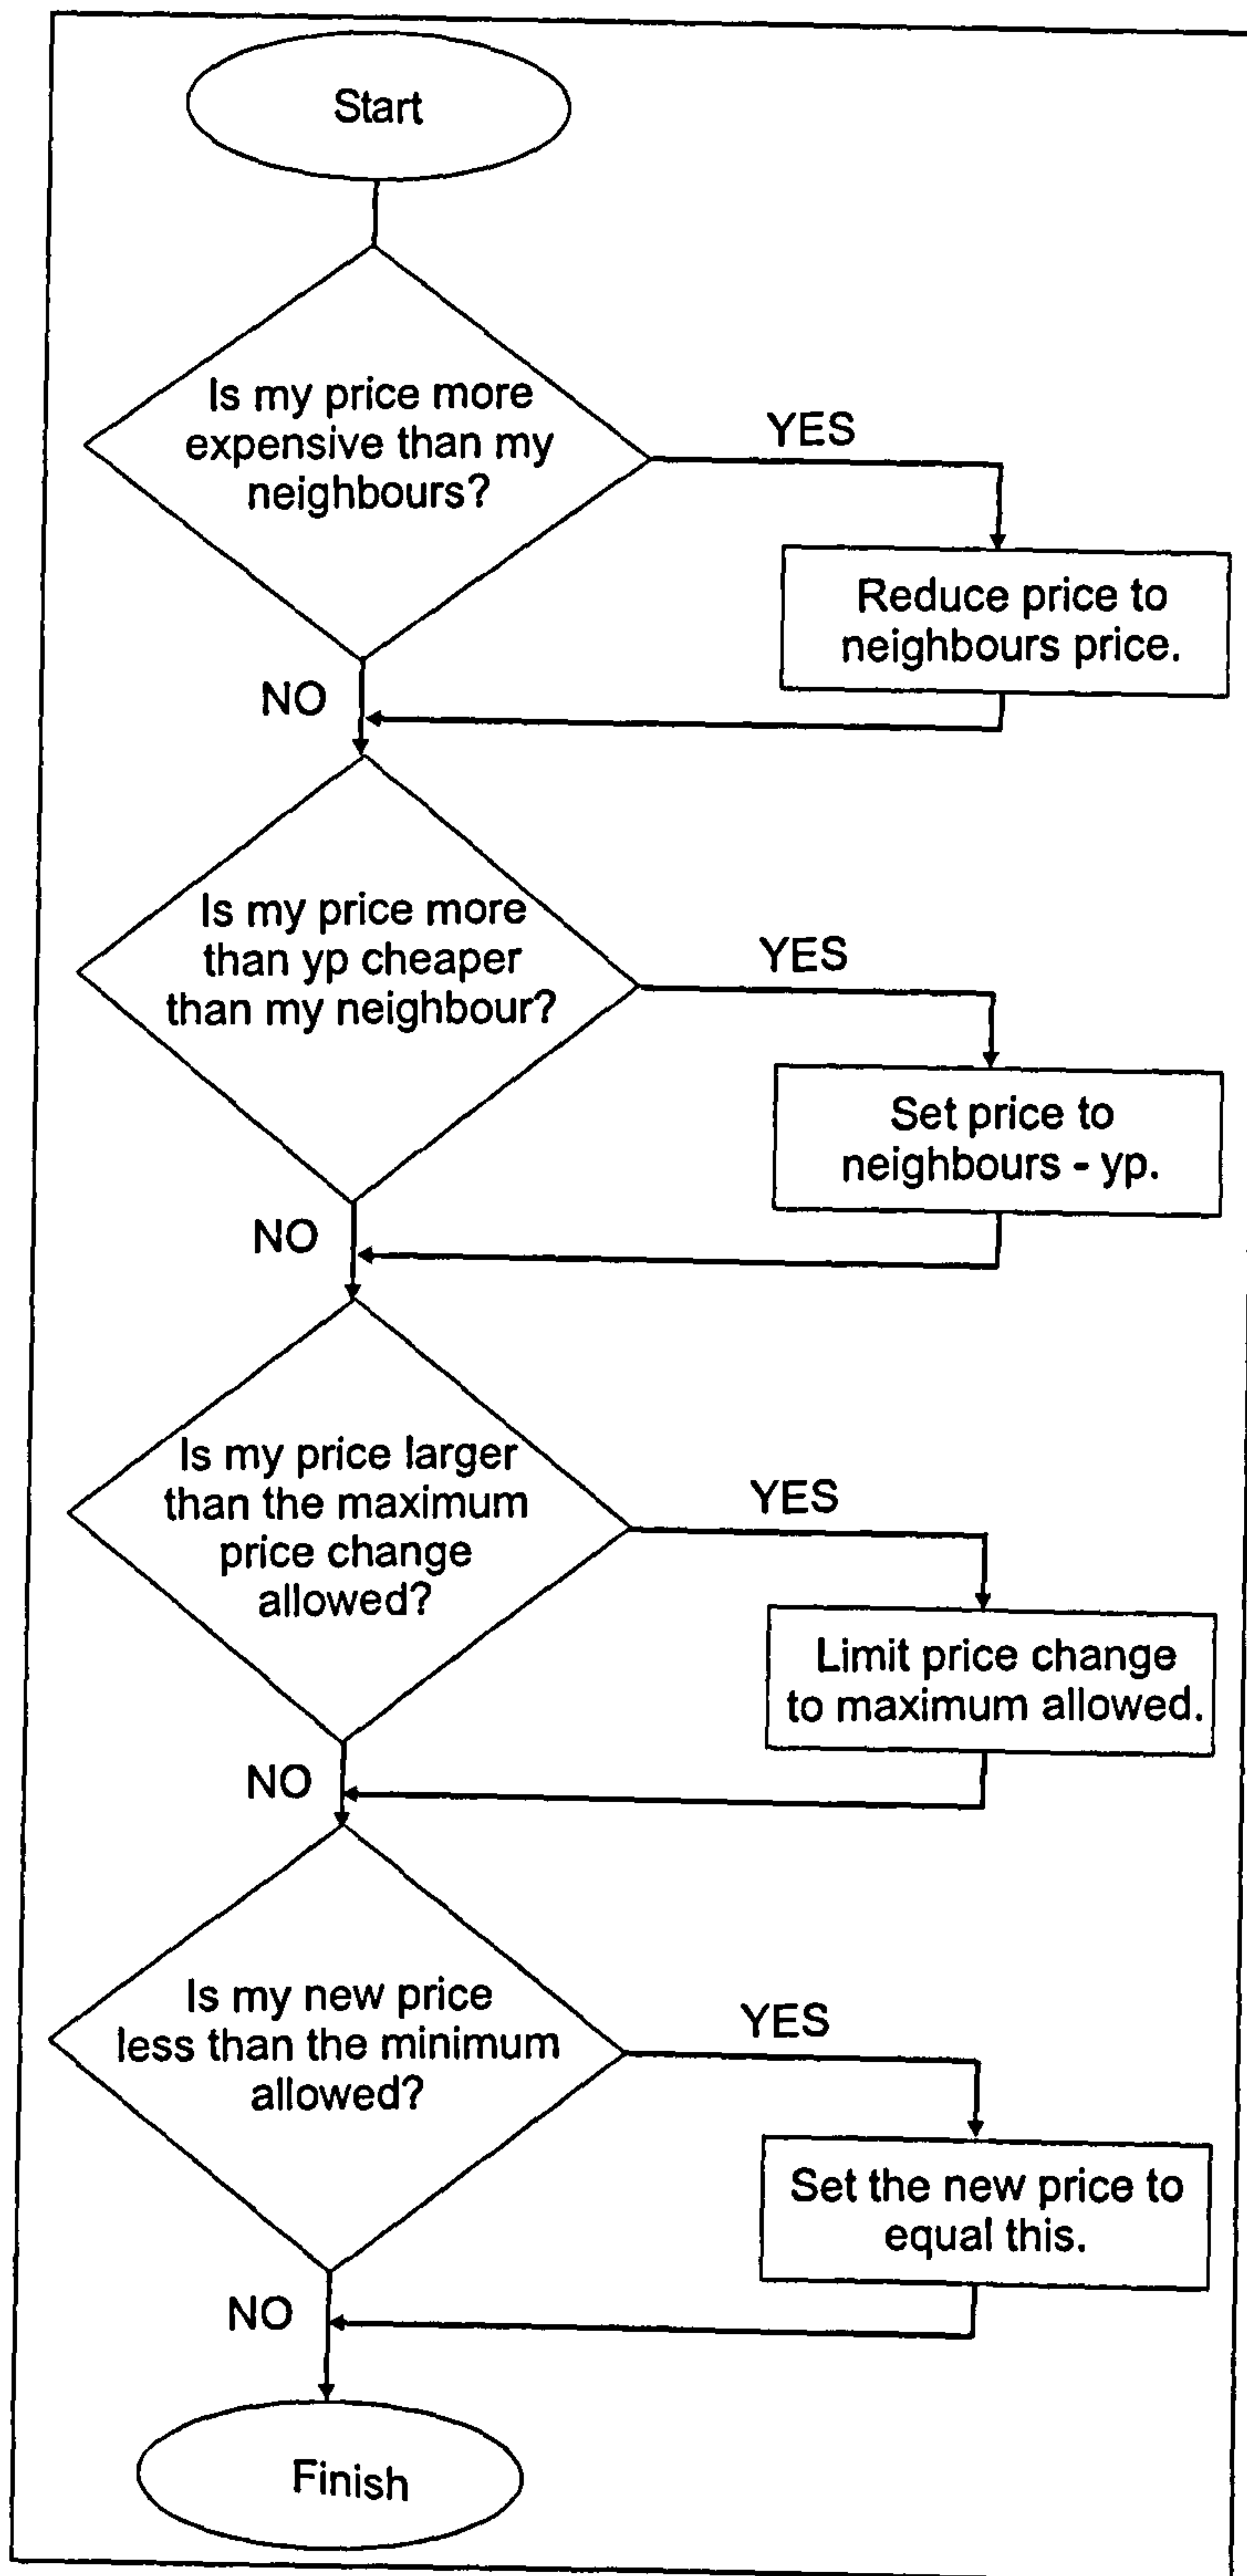 Start
Is my price more
expensive than my
neighbours?
YES
Reduce price to
neighbours price.
NO
Is my price more
than yp cheaper
than my neighbour?
YES
Set price to
neighbours - yp.
NO
Is my price larger
than the maximum
price change
allowed?
YES
Limit price change
to maximum allowed.
NO
Is my new price
less than the minimum
allowed?
YES
Set the new price to
equal this.
NO
Finish